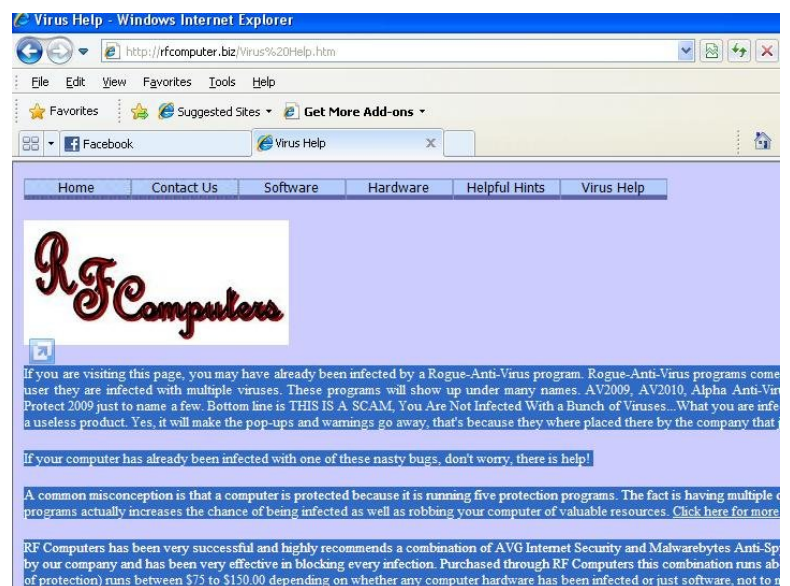 Virus Help - Windows Internet Explorer
http://rfcomputer.biz/Virus%20Help.htm
File Edit View Favorites Tools Help
Favorites Suggested Sites Get More Add-ons
Facebook Virus Help
Home Contact Us Software Hardware Helpful Hints Virus Help
RF Computers
If you are visiting this page, you may have already been infected by a Rogue-Anti-Virus program. Rogue-Anti-Virus programs come
user they are infected with multiple viruses. These programs will show up under many names. AV2009, AV2010, Alpha Anti-Vir
Protect 2009 just to name a few. Bottom line is THIS IS A SCAM, You Are Not Infected With a Bunch of Viruses...What you are infe
a useless product. Yes, it will make the pop-ups and warnings go away, that's because they where placed there by the company that j
If your computer has already been infected with one of these nasty bugs, don't worry, there is help!
A common misconception is that a computer is protected because it is running five protection programs. The fact is having multiple
programs actually increases the chance of being infected as well as robbing your computer of valuable resources. Click here for more
RF Computers has been very successful and highly recommends a combination of AVG Internet Security and Malwarebytes Anti-Sp
by our company and has been very effective in blocking every infection. Purchased through RF Computers this combination runs ab
of protection) runs between $75 to $150.00 depending on whether any computer hardware has been infected or just software, not to